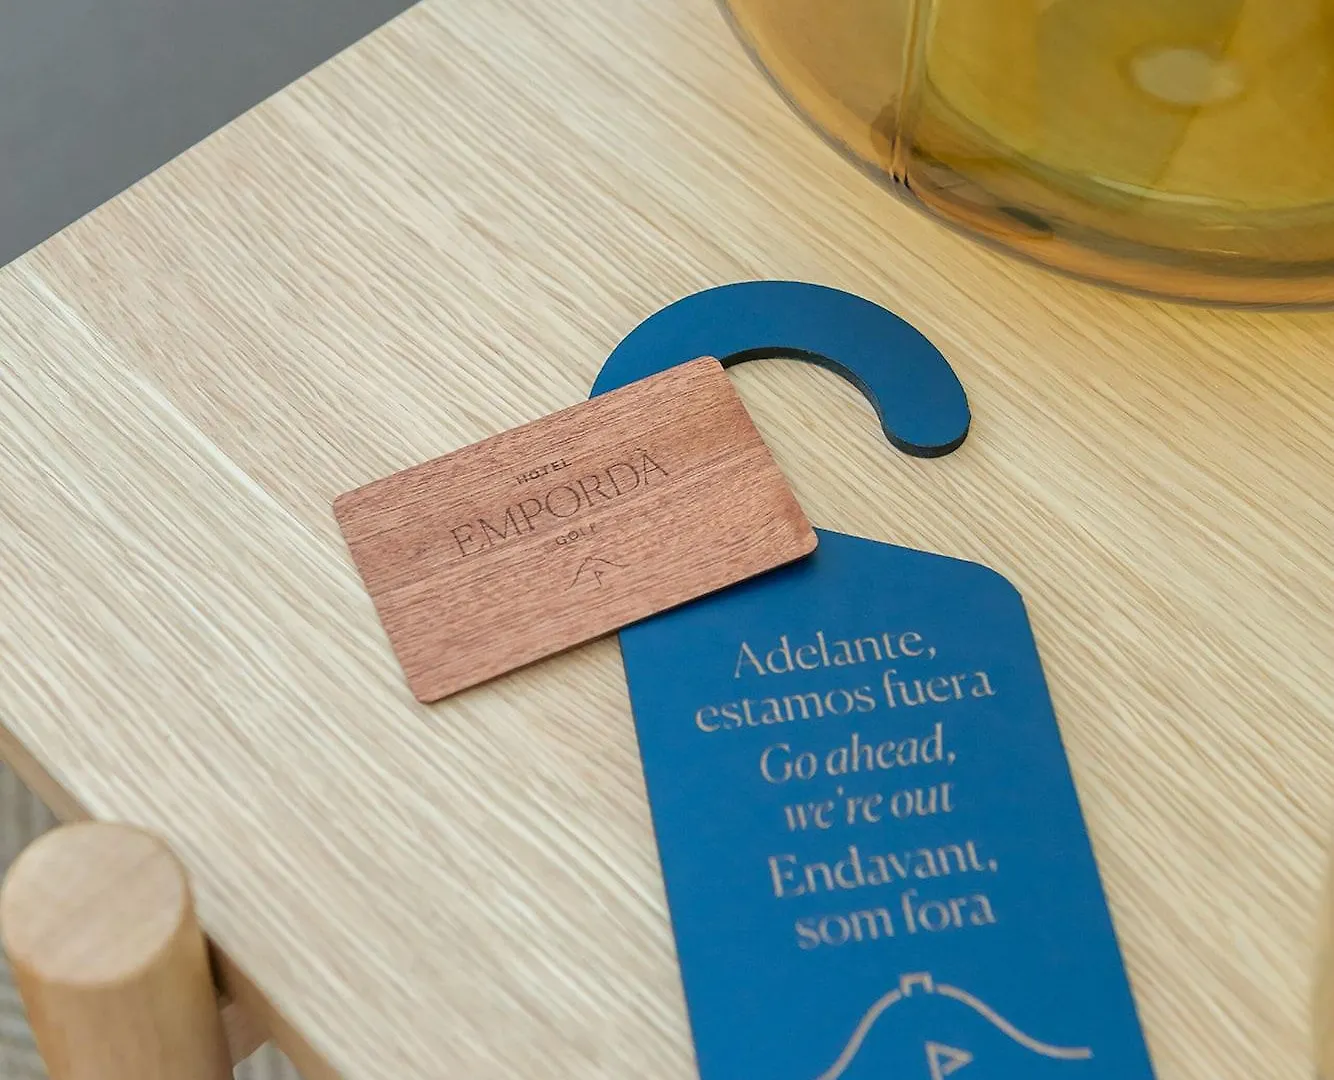 HOTEL
EMPORDÀ
GOLF
Adelante,
estamos fuera
Go ahead,
we're out
Endavant,
som fora